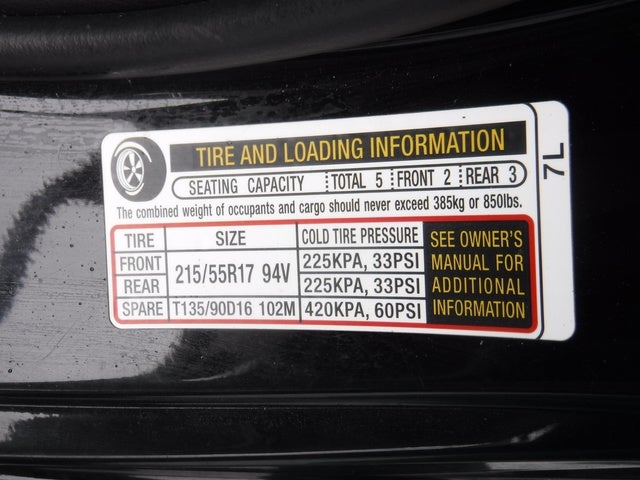 TIRE AND LOADING INFORMATION
SEATING CAPACITY TOTAL 5 FRONT 2 REAR 3
The combined weight of occupants and cargo should never exceed 385kg or 850lbs.
TIRE SIZE COLD TIRE PRESSURE
FRONT 215/55R17 94V 225KPA, 33PSI
REAR 225KPA, 33PSI
SPARE T135/90D16 102M 420KPA, 60PSI
SEE OWNER'S
MANUAL FOR
ADDITIONAL
INFORMATION
7L